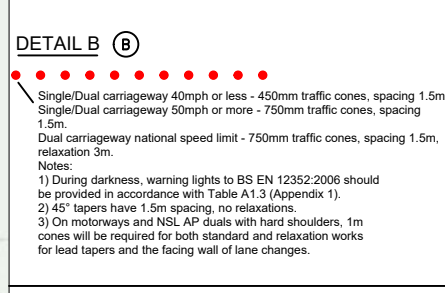 DETAIL B B
Single/Dual carriageway 40mph or less - 450mm traffic cones, spacing 1.5m
Single/Dual carriageway 50mph or more - 750mm traffic cones, spacing
1.5m.
Dual carriageway national speed limit - 750mm traffic cones, spacing 1.5m,
relaxation 3m.
Notes:
1) During darkness, warning lights to BS EN 12352:2006 should
be provided in accordance with Table A1.3 (Appendix 1).
2) 45° tapers have 1.5m spacing, no relaxations.
3) On motorways and NSL AP duals with hard shoulders, 1m
cones will be required for both standard and relaxation works
for lead tapers and the facing wall of lane changes.